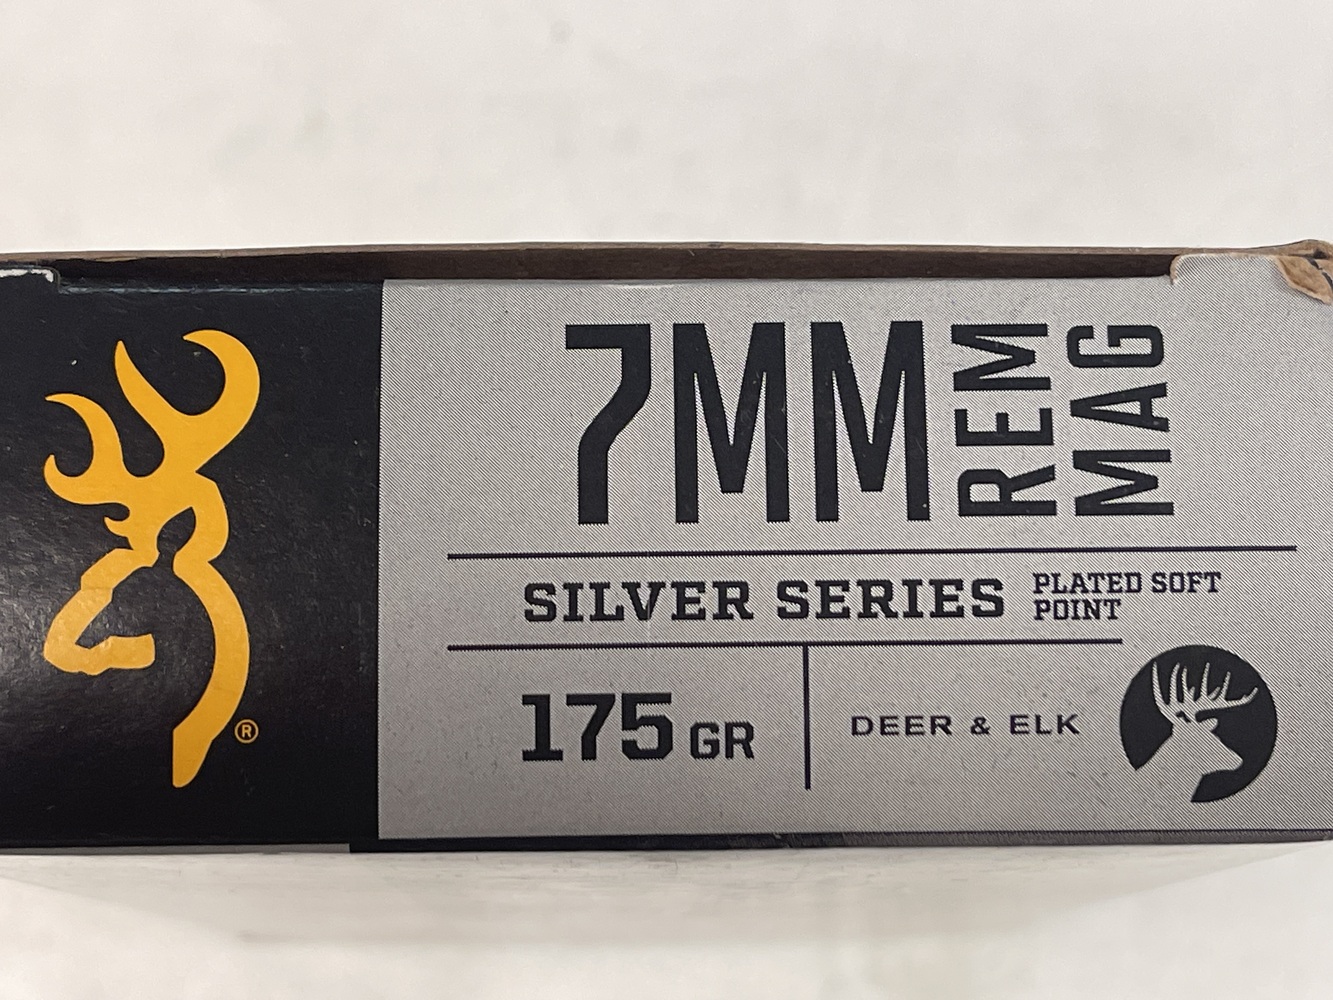 7MM REM MAG
SILVER SERIES PLATED SOFT POINT
175 GR
DEER & ELK
®